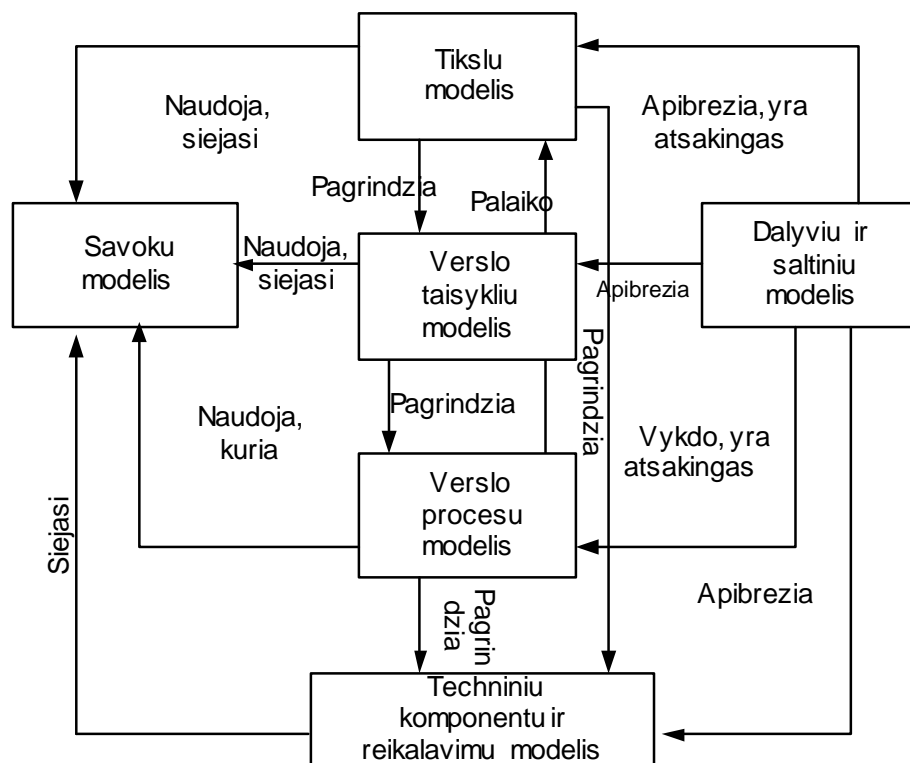 Tikslu
modelis
Naudoja,
siejasi
Apibrezia, yra
atsakingas
Pagrindzia
Palaiko
Savoku
modelis
Naudoja,
siejasi
Verslo
taisykliu
modelis
Apibrezia
Dalyviu ir
saltiniu
modelis
Pagrindzia
Pagrindzia
Naudoja,
kuria
Vykdo, yra
atsakingas
Verslo
procesu
modelis
Siejasi
Pagrin
dzia
Apibrezia
Techniniu
komponentu ir
reikalavimu modelis